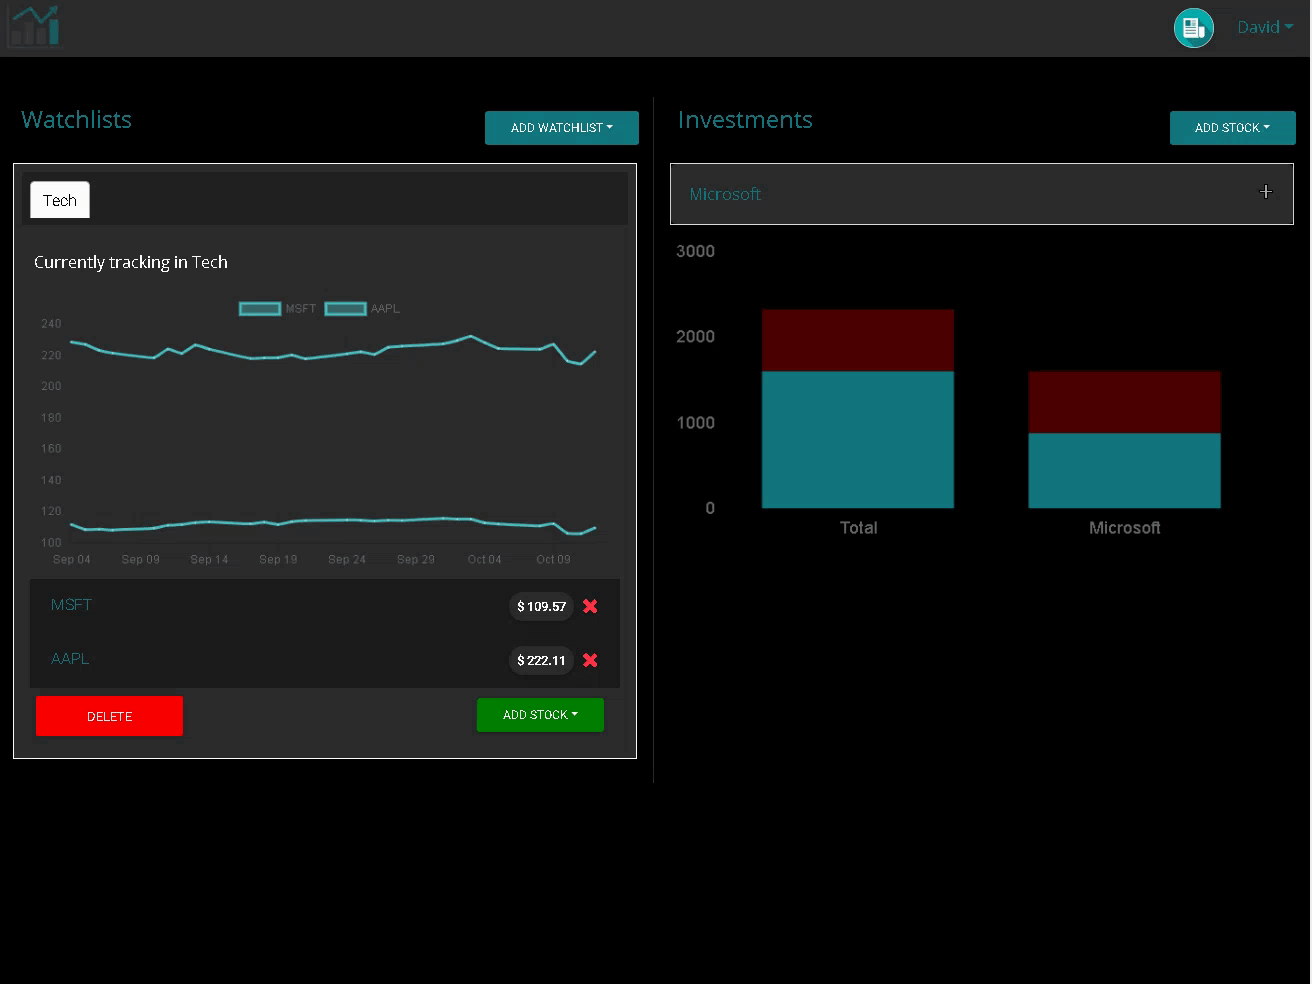 David
Watchlists
ADD WATCHLIST
Tech
Currently tracking in Tech
MSFT AAPL
240
220
200
180
160
140
120
100
Sep 04 Sep 09 Sep 14 Sep 19 Sep 24 Sep 29 Oct 04 Oct 09
MSFT $ 109.57
AAPL $ 222.11
DELETE ADD STOCK
Investments
ADD STOCK
Microsoft +
3000
2000
1000
0
Total Microsoft